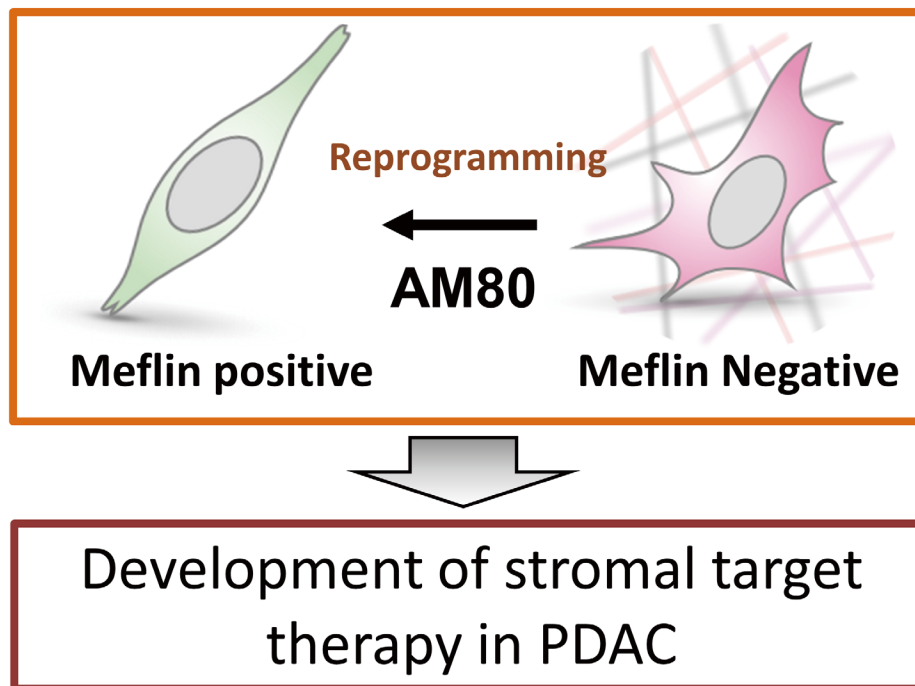 Reprogramming
AM80
Meflin positive
Meflin Negative
Development of stromal target
therapy in PDAC